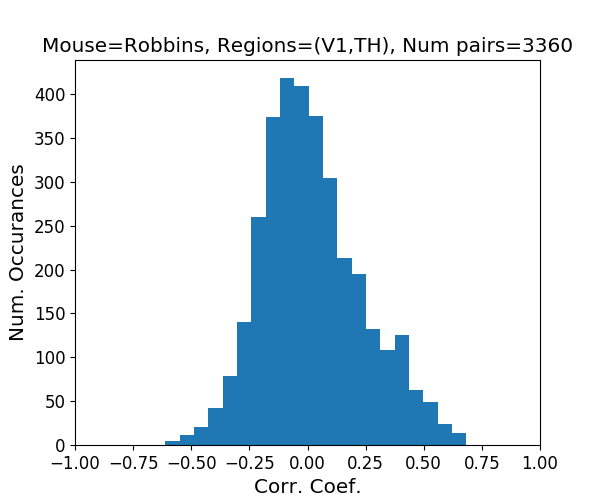 Mouse=Robbins, Regions=(V1,TH), Num pairs=3360
400
350
300
250
200
150
100
50
0
Num. Occurances
−1.00 −0.75 −0.50 −0.25 0.00 0.25 0.50 0.75 1.00
Corr. Coef.